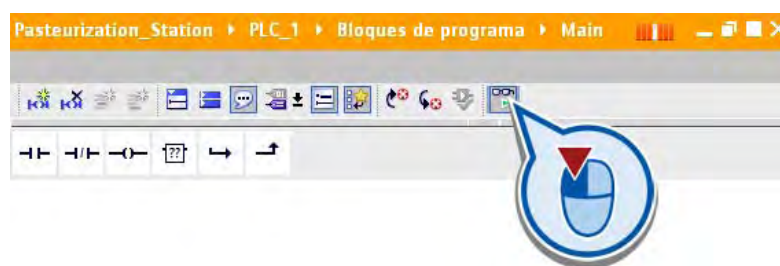 Pasteurization_Station ▸ PLC_1 ▸ Bloques de programa ▸ Main
??